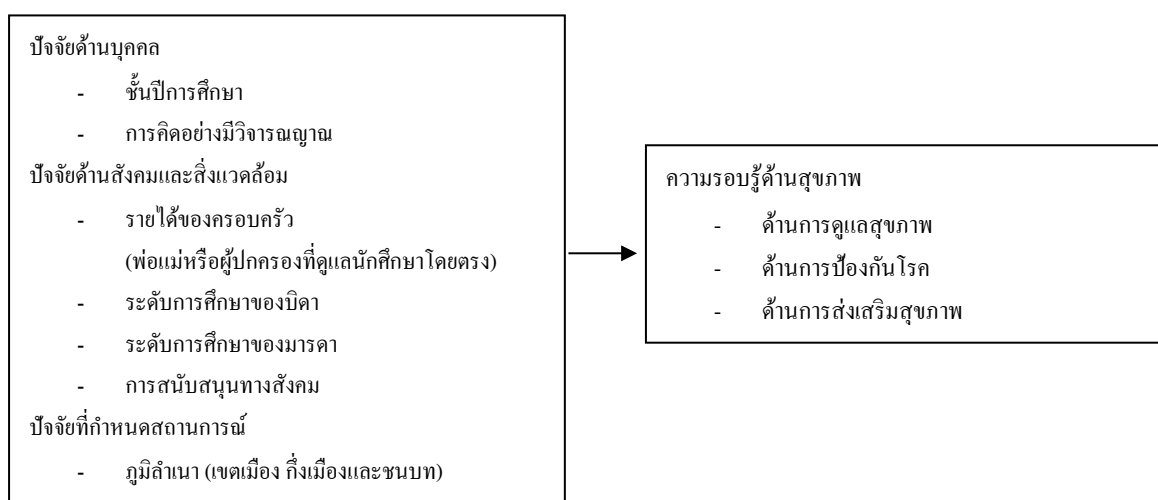 ปัจจัยด้านบุคคล
- ชั้นปีการศึกษา
- การคิดอย่างมีวิจารณญาณ
ปัจจัยด้านสังคมและสิ่งแวดล้อม
- รายได้ของครอบครัว
(พ่อแม่หรือผู้ปกครองที่ดูแลนักศึกษาโดยตรง)
- ระดับการศึกษาของบิดา
- ระดับการศึกษาของมารดา
- การสนับสนุนทางสังคม
ปัจจัยที่กำหนดสถานการณ์
- ภูมิลำเนา (เขตเมือง กึ่งเมืองและชนบท)
ความรอบรู้ด้านสุขภาพ
- ด้านการดูแลสุขภาพ
- ด้านการป้องกันโรค
- ด้านการส่งเสริมสุขภาพ